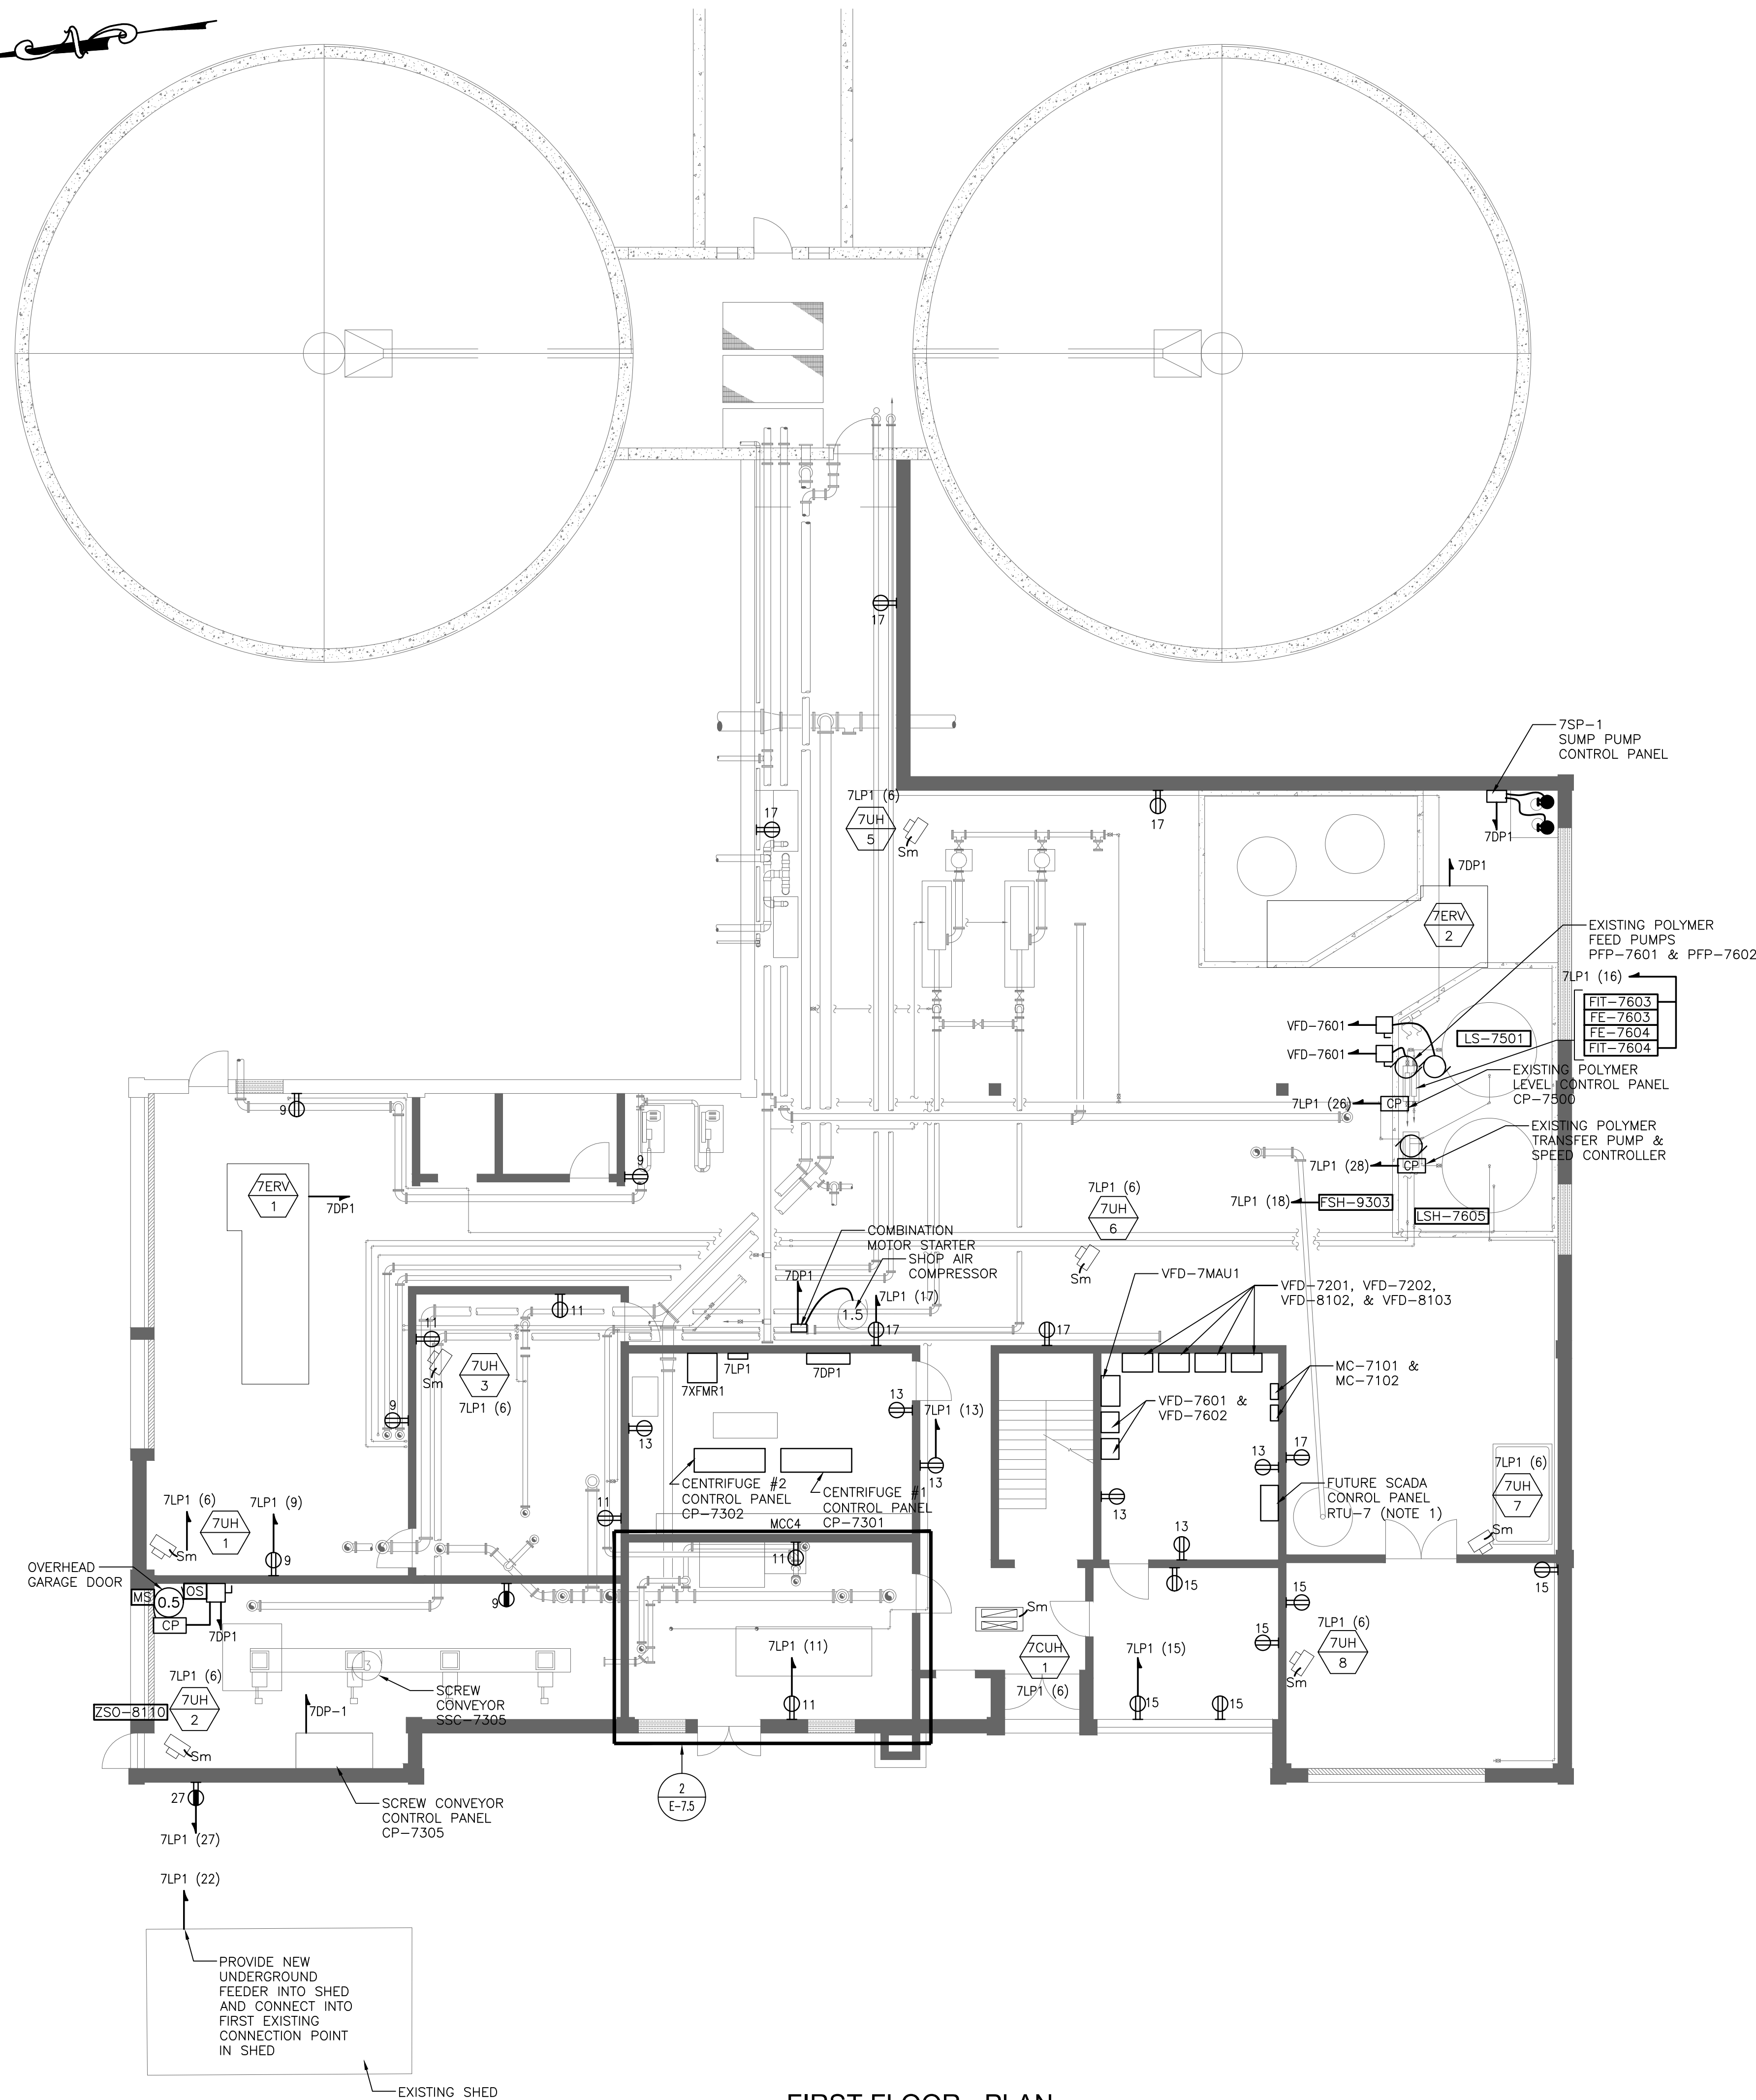 17
7SP-1
SUMP PUMP
CONTROL PANEL
7LP1 (6)
7UH
5
Sm
17
17
7DP1
7DP1
7ERV
2
EXISTING POLYMER
FEED PUMPS
PFP-7601 & PFP-7602
7LP1 (16)
FIT-7603
FE-7603
FE-7604
FIT-7604
VFD-7601
VFD-7601
LS-7501
EXISTING POLYMER
LEVEL CONTROL PANEL
CP-7500
7LP1 (26)
CP
9
EXISTING POLYMER
TRANSFER PUMP &
SPEED CONTROLLER
7LP1 (28)
CP
9
7ERV
1
7DP1
7LP1 (6)
7UH
6
Sm
7LP1 (18)
FSH-9303
LSH-7605
COMBINATION
MOTOR STARTER
SHOP AIR
COMPRESSOR
7DP1
1.5
7LP1 (17)
17
17
VFD-7MAU1
VFD-7201, VFD-7202,
VFD-8102, & VFD-8103
11
11
Sm
7UH
3
7LP1 (6)
7XFMR1
7LP1
7DP1
MC-7101 &
MC-7102
VFD-7601 &
VFD-7602
9
13
13
7LP1 (13)
13
13
17
13
CENTRIFUGE #2
CONTROL PANEL
CP-7302
CENTRIFUGE #1
CONTROL PANEL
CP-7301
FUTURE SCADA
CONROL PANEL
RTU-7 (NOTE 1)
7LP1 (6)
7UH
7
Sm
7LP1 (6)
7UH
1
Sm
7LP1 (9)
9
11
MCC4
11
13
OVERHEAD
GARAGE DOOR
MS
0.5
OS
CP
7DP1
9
15
15
15
15
Sm
7LP1 (6)
7UH
2
Sm
ZSO-8110
3
SCREW
CONVEYOR
SSC-7305
7DP-1
7LP1 (11)
11
7CUH
1
7LP1 (6)
7LP1 (15)
15
15
7LP1 (6)
7UH
8
Sm
2
E-7.5
SCREW CONVEYOR
CONTROL PANEL
CP-7305
27
7LP1 (27)
7LP1 (22)
PROVIDE NEW
UNDERGROUND
FEEDER INTO SHED
AND CONNECT INTO
FIRST EXISTING
CONNECTION POINT
IN SHED
EXISTING SHED
FIRST FLOOR PLAN